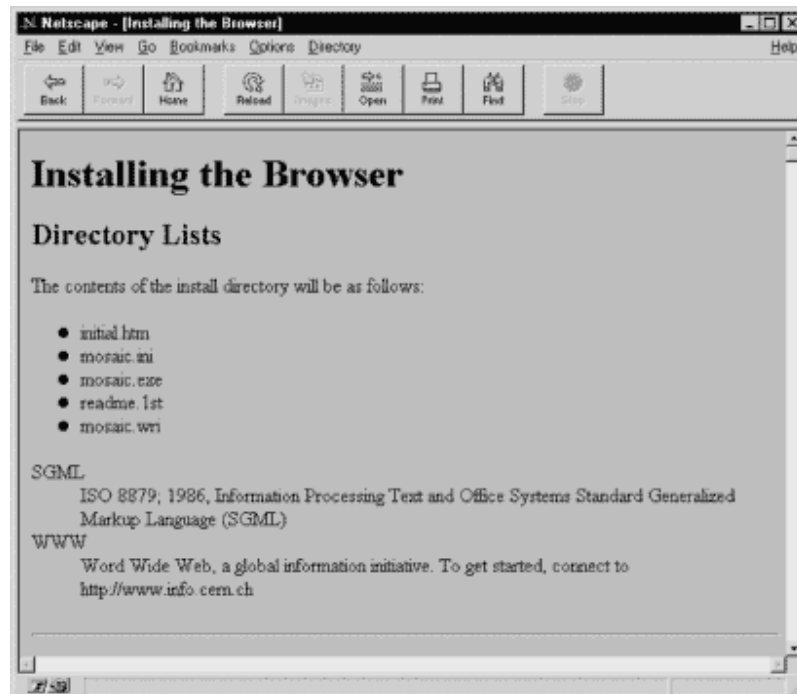 Netscape - [Installing the Browser]
File Edit View Go Bookmarks Options Directory Help
Back Forward Home Reload Images Open Print Find Stop
Installing the Browser
Directory Lists
The contents of the install directory will be as follows:
initial.htm
mosaic.ini
mosaic.exe
readme.1st
mosaic.wri
SGML
ISO 8879; 1986, Information Processing Text and Office Systems Standard Generalized
Markup Language (SGML)
WWW
Word Wide Web, a global information initiative. To get started, connect to
http://www.info.cern.ch